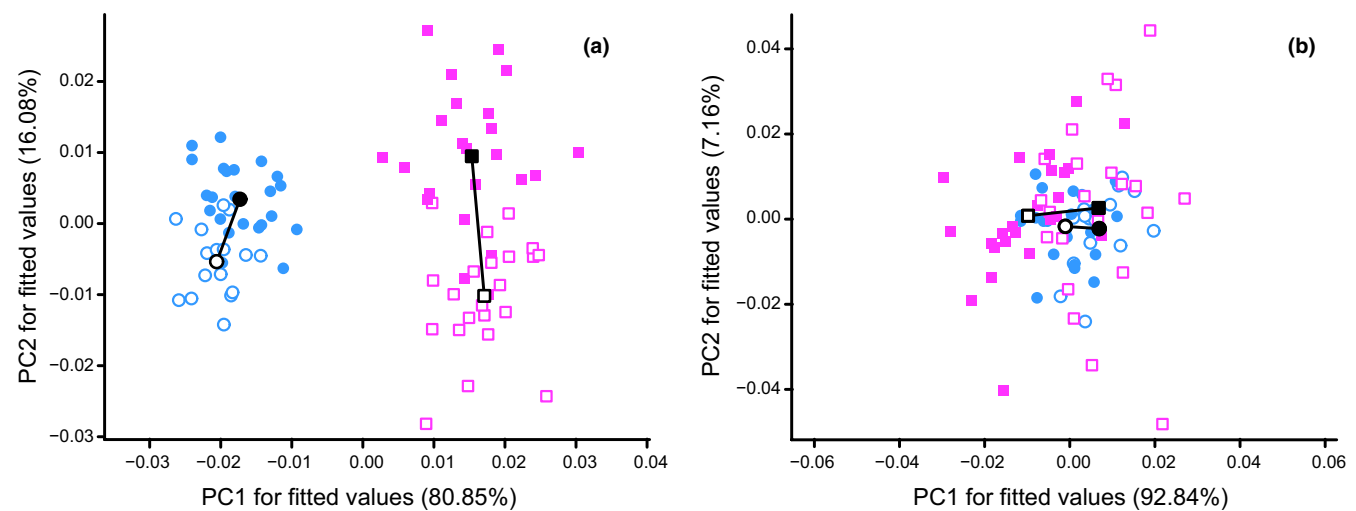 (a)
PC2 for fitted values (16.08%)
0.02
0.01
0.00
−0.01
−0.02
−0.03
−0.03 −0.02 −0.01 0.00 0.01 0.02 0.03 0.04
PC1 for fitted values (80.85%)
(b)
PC2 for fitted values (7.16%)
0.04
0.02
0.00
−0.02
−0.04
−0.06 −0.04 −0.02 0.00 0.02 0.04 0.06
PC1 for fitted values (92.84%)